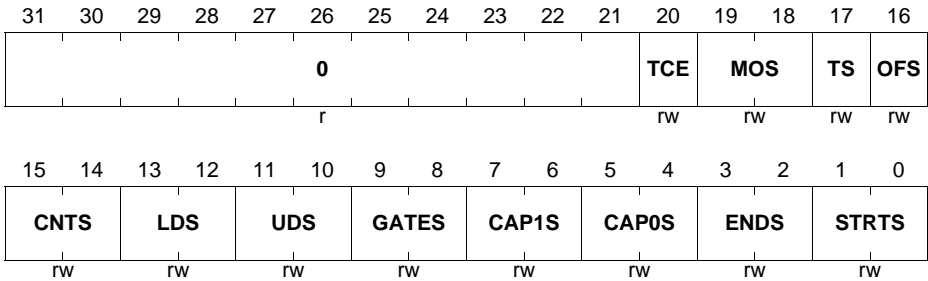 31 30 29 28 27 26 25 24 23 22 21 20 19 18 17 16
0 TCE MOS TS OFS
r rw rw rw rw
15 14 13 12 11 10 9 8 7 6 5 4 3 2 1 0
CNTS LDS UDS GATES CAP1S CAP0S ENDS STRTS
rw rw rw rw rw rw rw rw